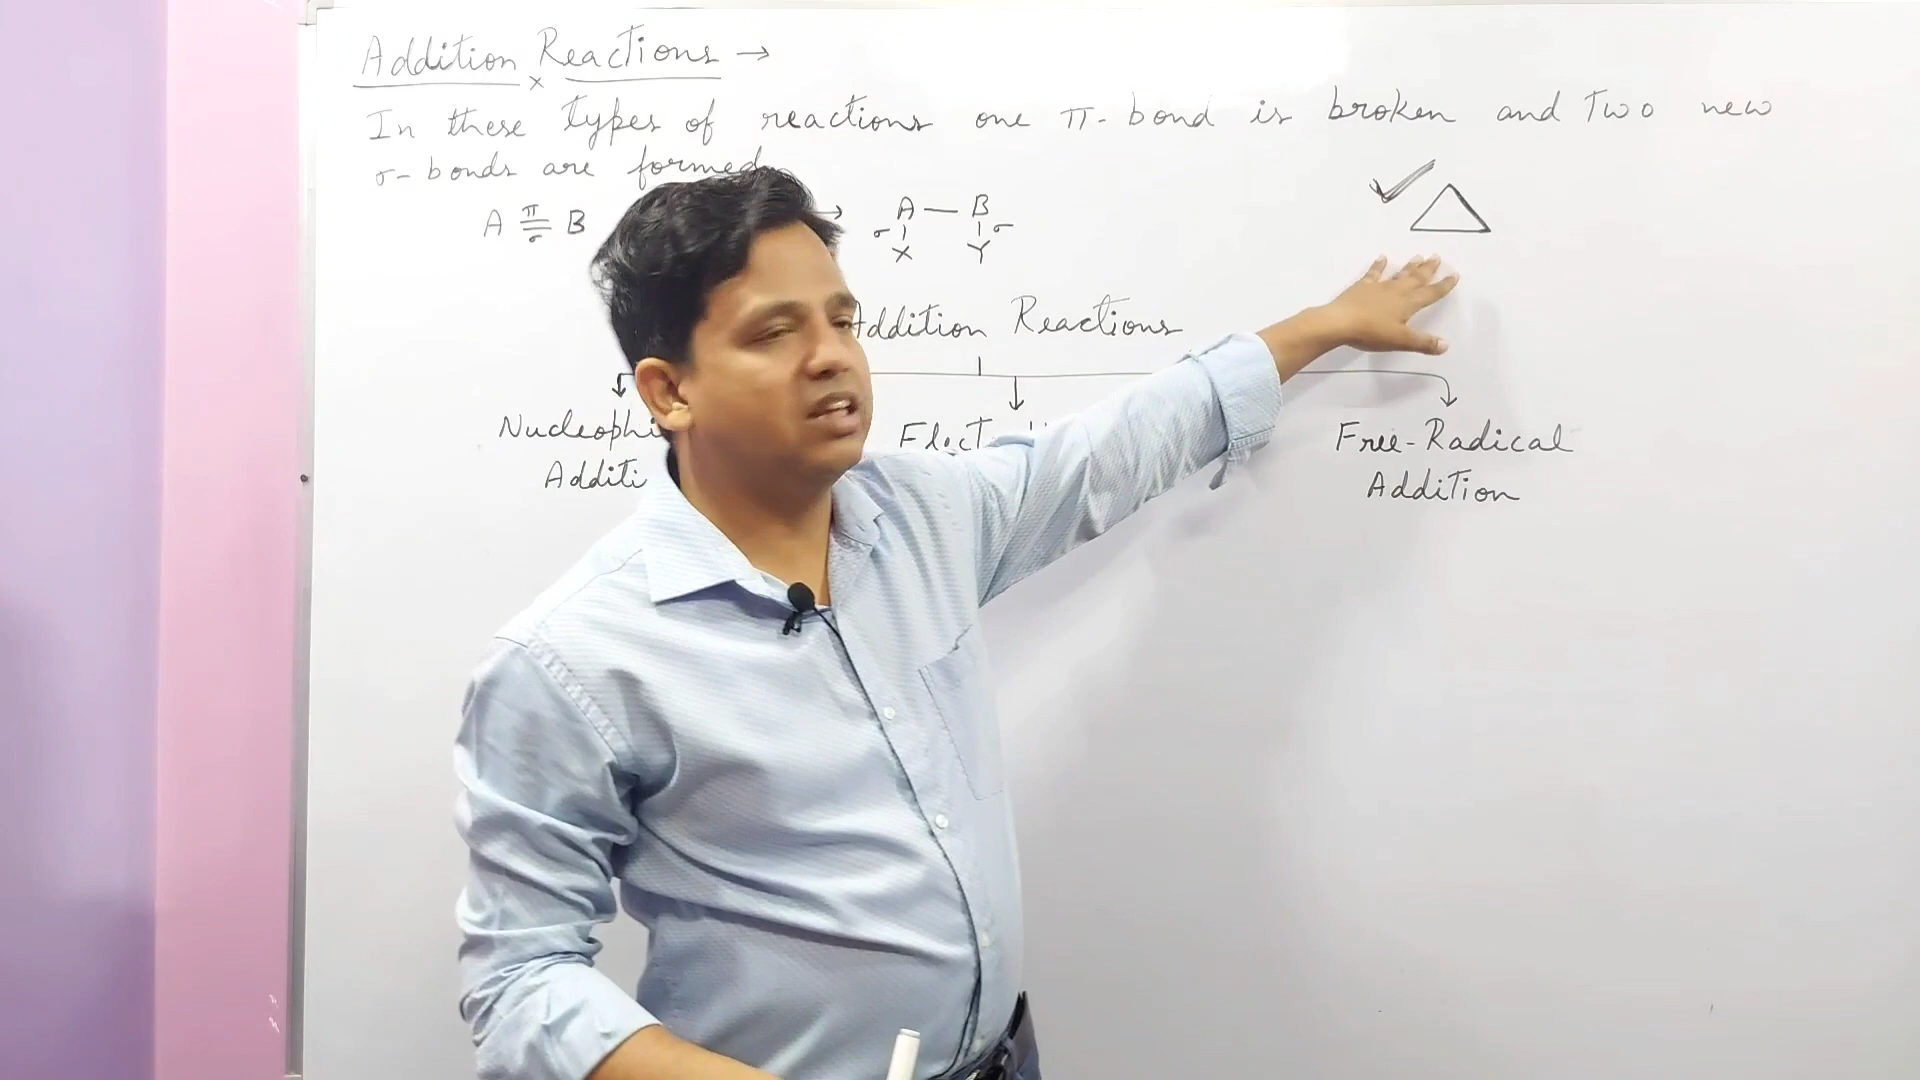 Addition Reactions →
In these types of reactions one π-bond is broken and two new
σ-bonds are formed
A π B → A — B
σ σ σ
X Y
Addition Reactions
Free-Radical
Additi Addition